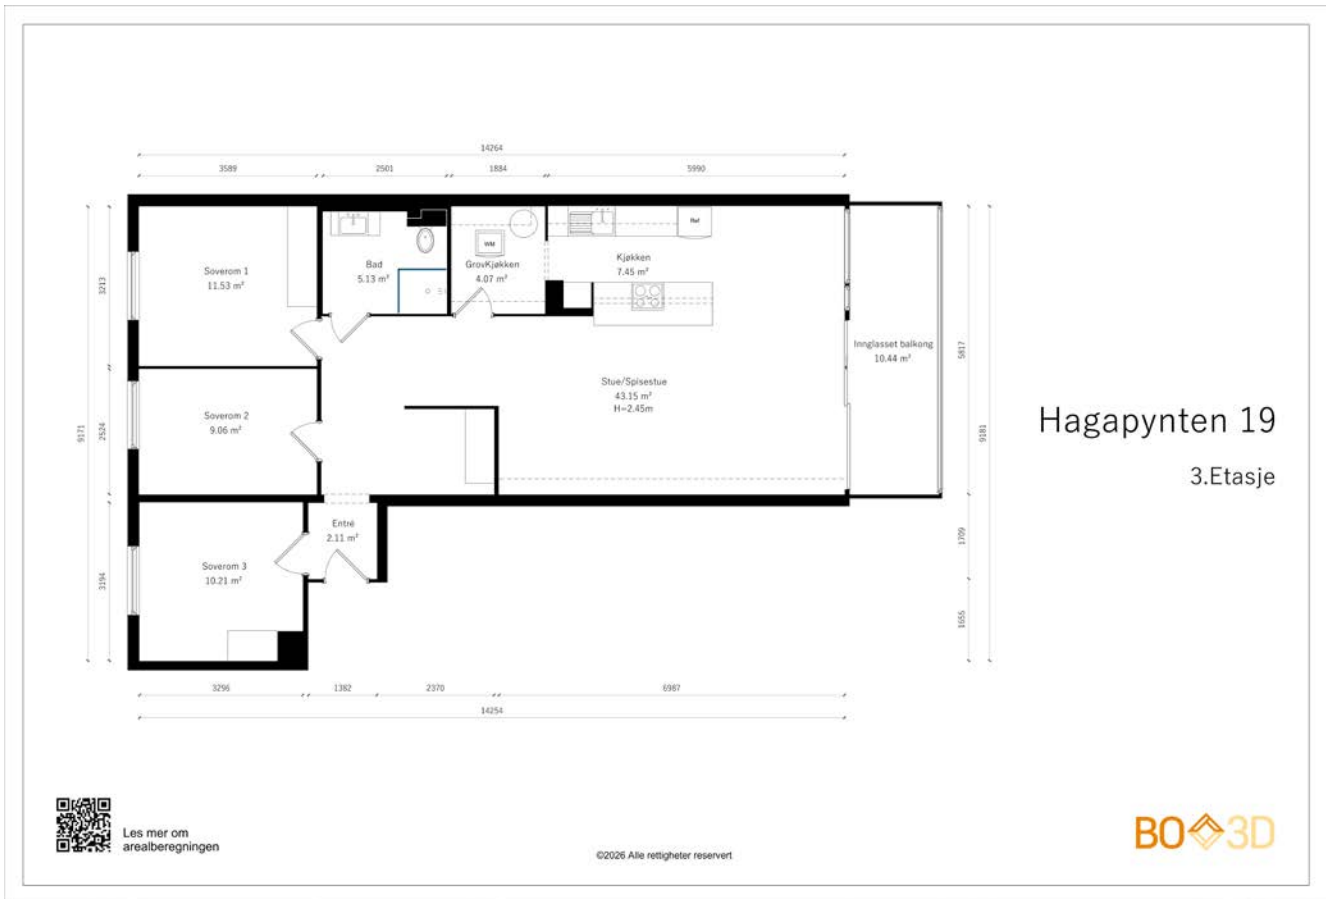 14264
3589
2501
1884
5990
Soverom 1
11.53 m²
Bad
5.13 m²
WM
GrovKjøkken
4.07 m²
Ref
Kjøkken
7.45 m²
Innglasset balkong
10.44 m²
Stue/Spisestue
43.15 m²
H=2.45m
Soverom 2
9.06 m²
Entré
2.11 m²
Soverom 3
10.21 m²
9171
3213
2524
3194
5817
9181
1709
1655
3296
1382
2370
6987
14254
Hagapynten 19
3.Etasje
Les mer om
arealberegningen
©2026 Alle rettigheter reservert
BO 3D